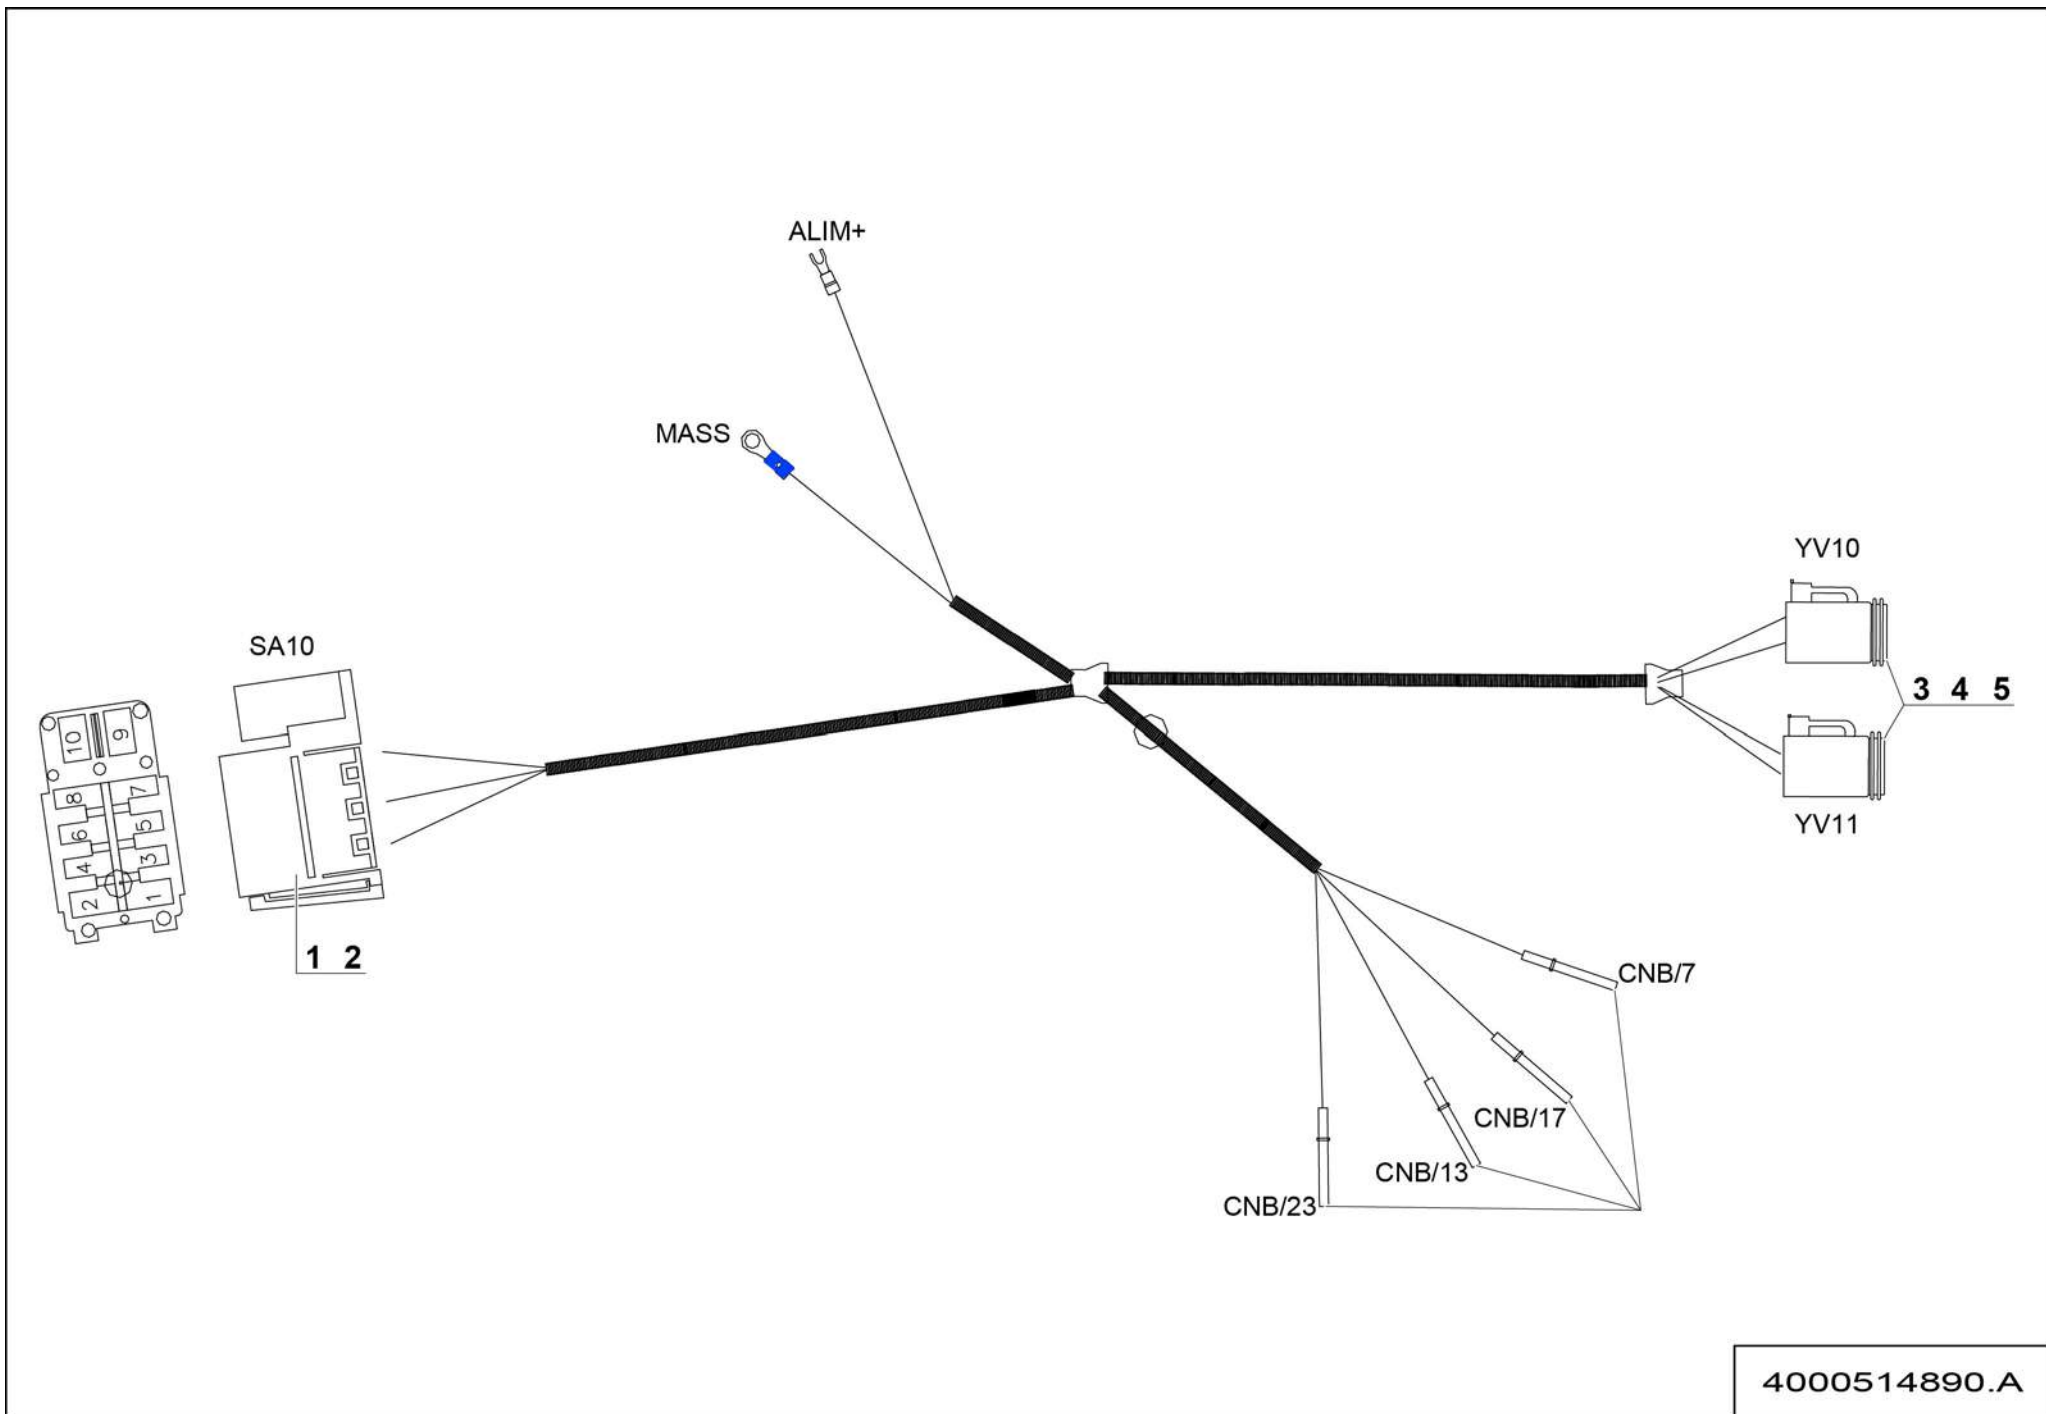 ALIM+
MASS
YV10
SA10
3 4 5
10 9
8 7
6 5
4 3
2 1
YV11
1 2
CNB/7
CNB/17
CNB/13
CNB/23
4000514890.A